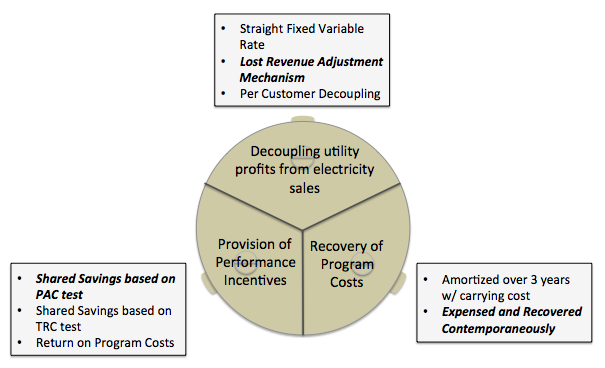 • Straight Fixed Variable
Rate
• Lost Revenue Adjustment
Mechanism
• Per Customer Decoupling
Decoupling utility
profits from electricity
sales
Provision of
Performance
Incentives
Recovery of
Program
Costs
• Shared Savings based on
PAC test
• Shared Savings based on
TRC test
• Return on Program Costs
• Amortized over 3 years
w/ carrying cost
• Expensed and Recovered
Contemporaneously